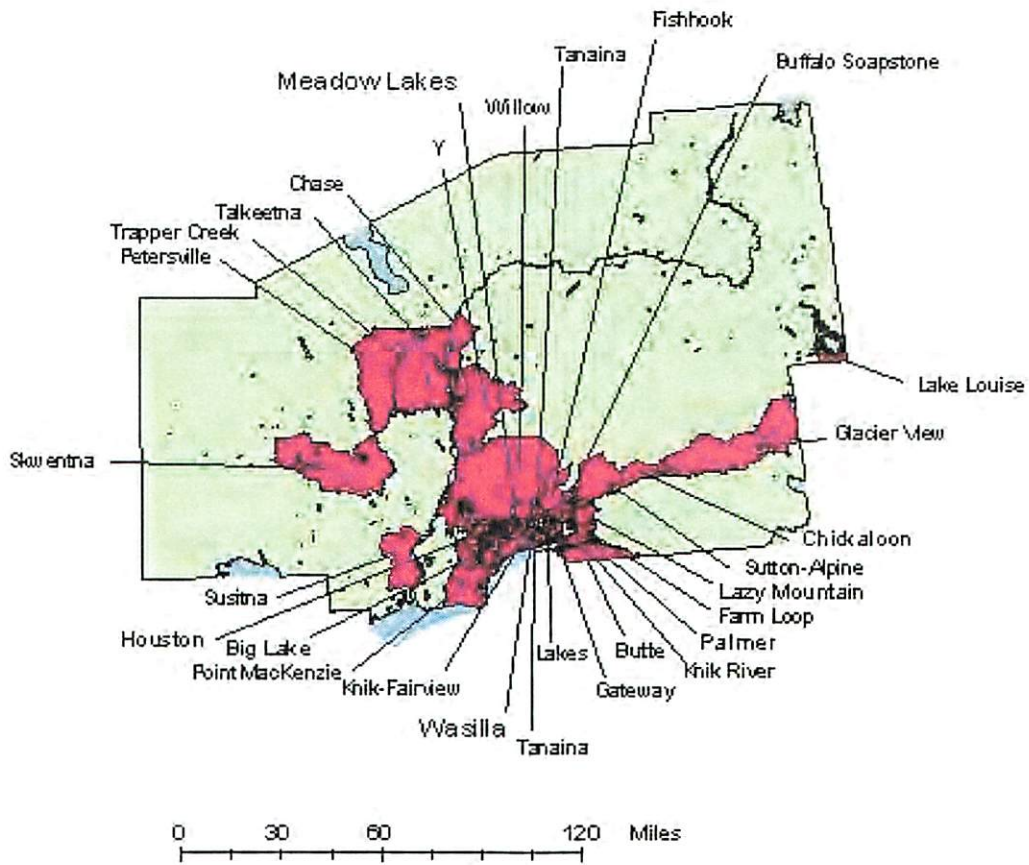 Fishhook
Tanaina
Buffalo Soapstone
Meadow Lakes
Willow
Y
Chase
Talkeetna
Trapper Creek
Petersville
Lake Louise
Glacier View
Skwentna
Chickaloon
Sutton-Alpine
Susitna
Lazy Mountain
Farm Loop
Houston
Big Lake
Lakes
Butte
Palmer
Point MacKenzie
Knik River
Knik-Fairview
Gateway
Wasilla
Tanaina
0 30 60 120 Miles